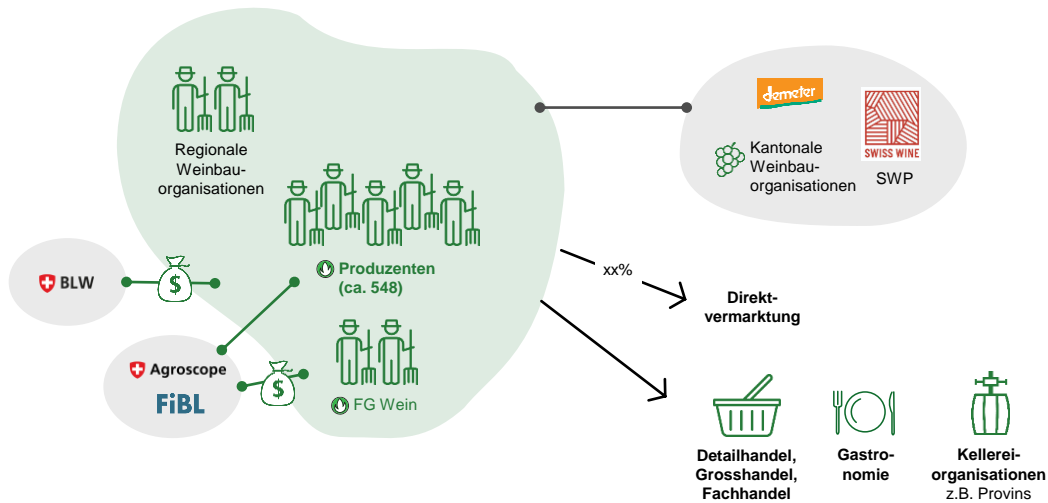 Regionale
Weinbau-
organisationen
Produzenten
(ca. 548)
FG Wein
BLW
$
Agroscope
FiBL
$
demeter
Kantonale
Weinbau-
organisationen
SWISS WINE
SWP
xx%
Direkt-
vermarktung
Detailhandel,
Grosshandel,
Fachhandel
Gastro-
nomie
Kellerei-
organisationen
z.B. Provins